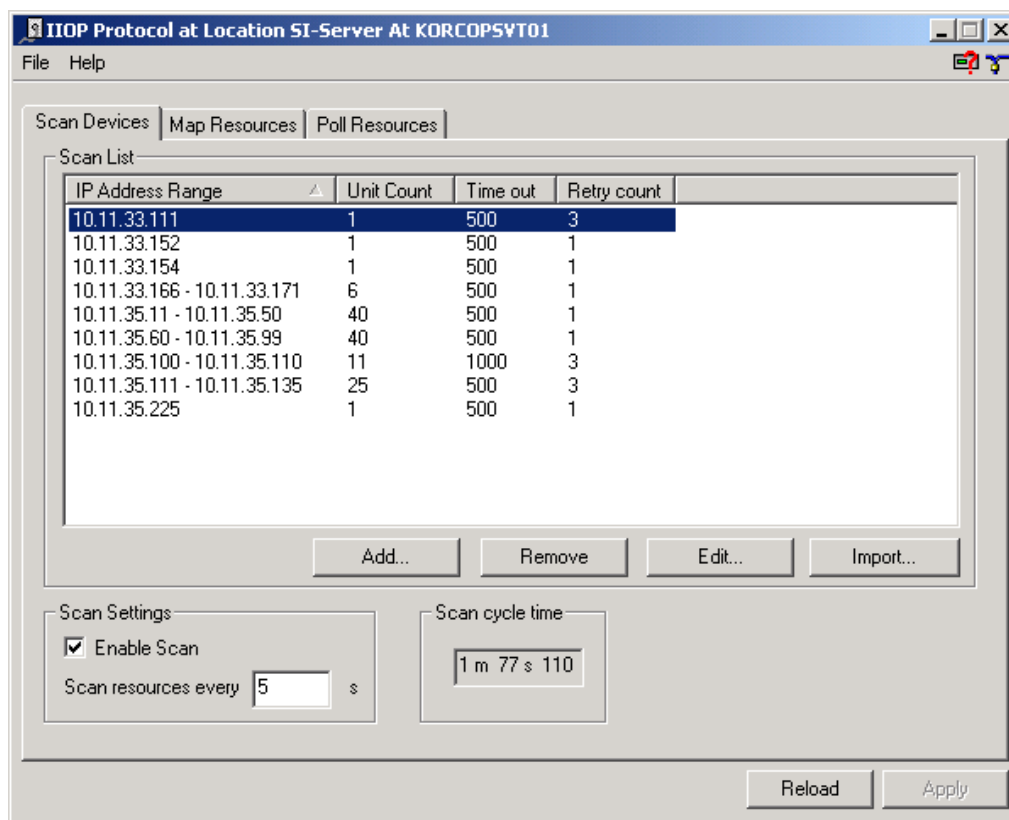 IIOP Protocol at Location SI-Server At KORCOPSVT01
File Help
Scan Devices Map Resources Poll Resources
Scan List
IP Address Range Unit Count Time out Retry count
10.11.33.111 1 500 3
10.11.33.152 1 500 1
10.11.33.154 1 500 1
10.11.33.166 - 10.11.33.171 6 500 1
10.11.35.11 - 10.11.35.50 40 500 1
10.11.35.60 - 10.11.35.99 40 500 1
10.11.35.100 - 10.11.35.110 11 1000 3
10.11.35.111 - 10.11.35.135 25 500 3
10.11.35.225 1 500 1
Add... Remove Edit... Import...
Scan Settings Scan cycle time
Enable Scan
1 m 77 s 110
Scan resources every 5 s
Reload Apply